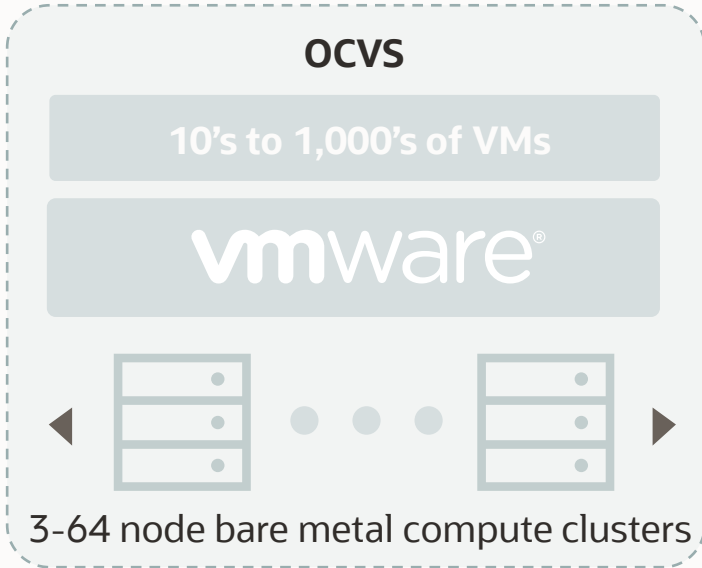 OCVS
10's to 1,000's of VMs
vmware®
3-64 node bare metal compute clusters